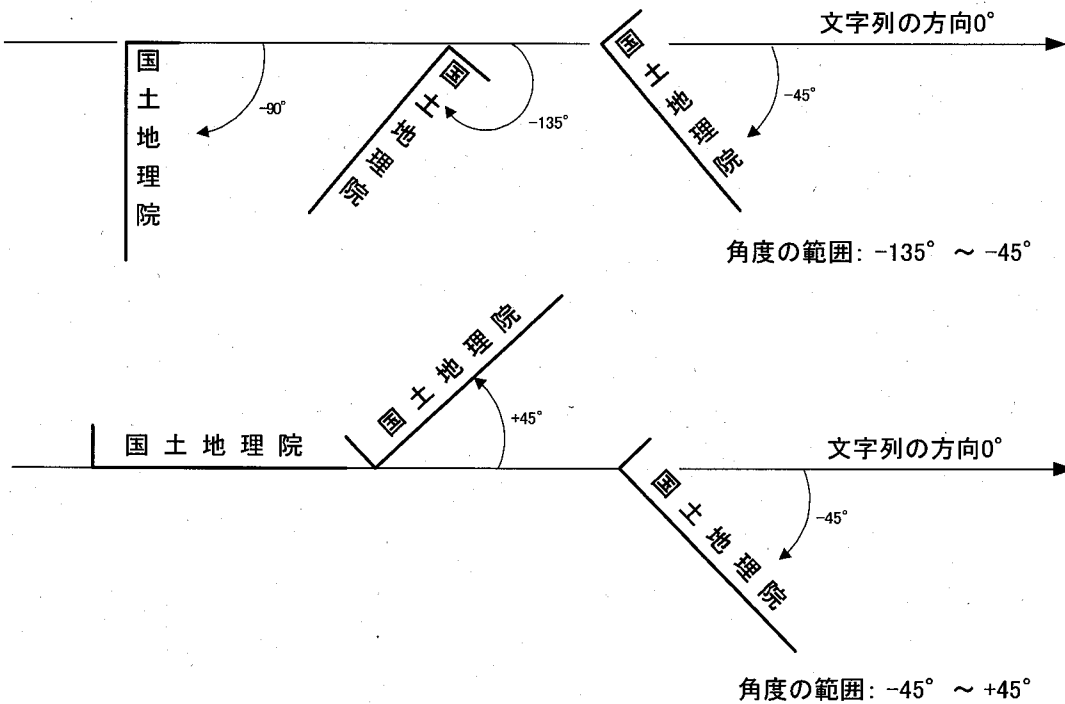 文字列の方向0°
国土地理院
-90°
国土地理院
-135°
国土地理院
-45°
角度の範囲: -135° ～ -45°
国土地理院
国土地理院
+45°
文字列の方向0°
国土地理院
-45°
角度の範囲: -45° ～ +45°